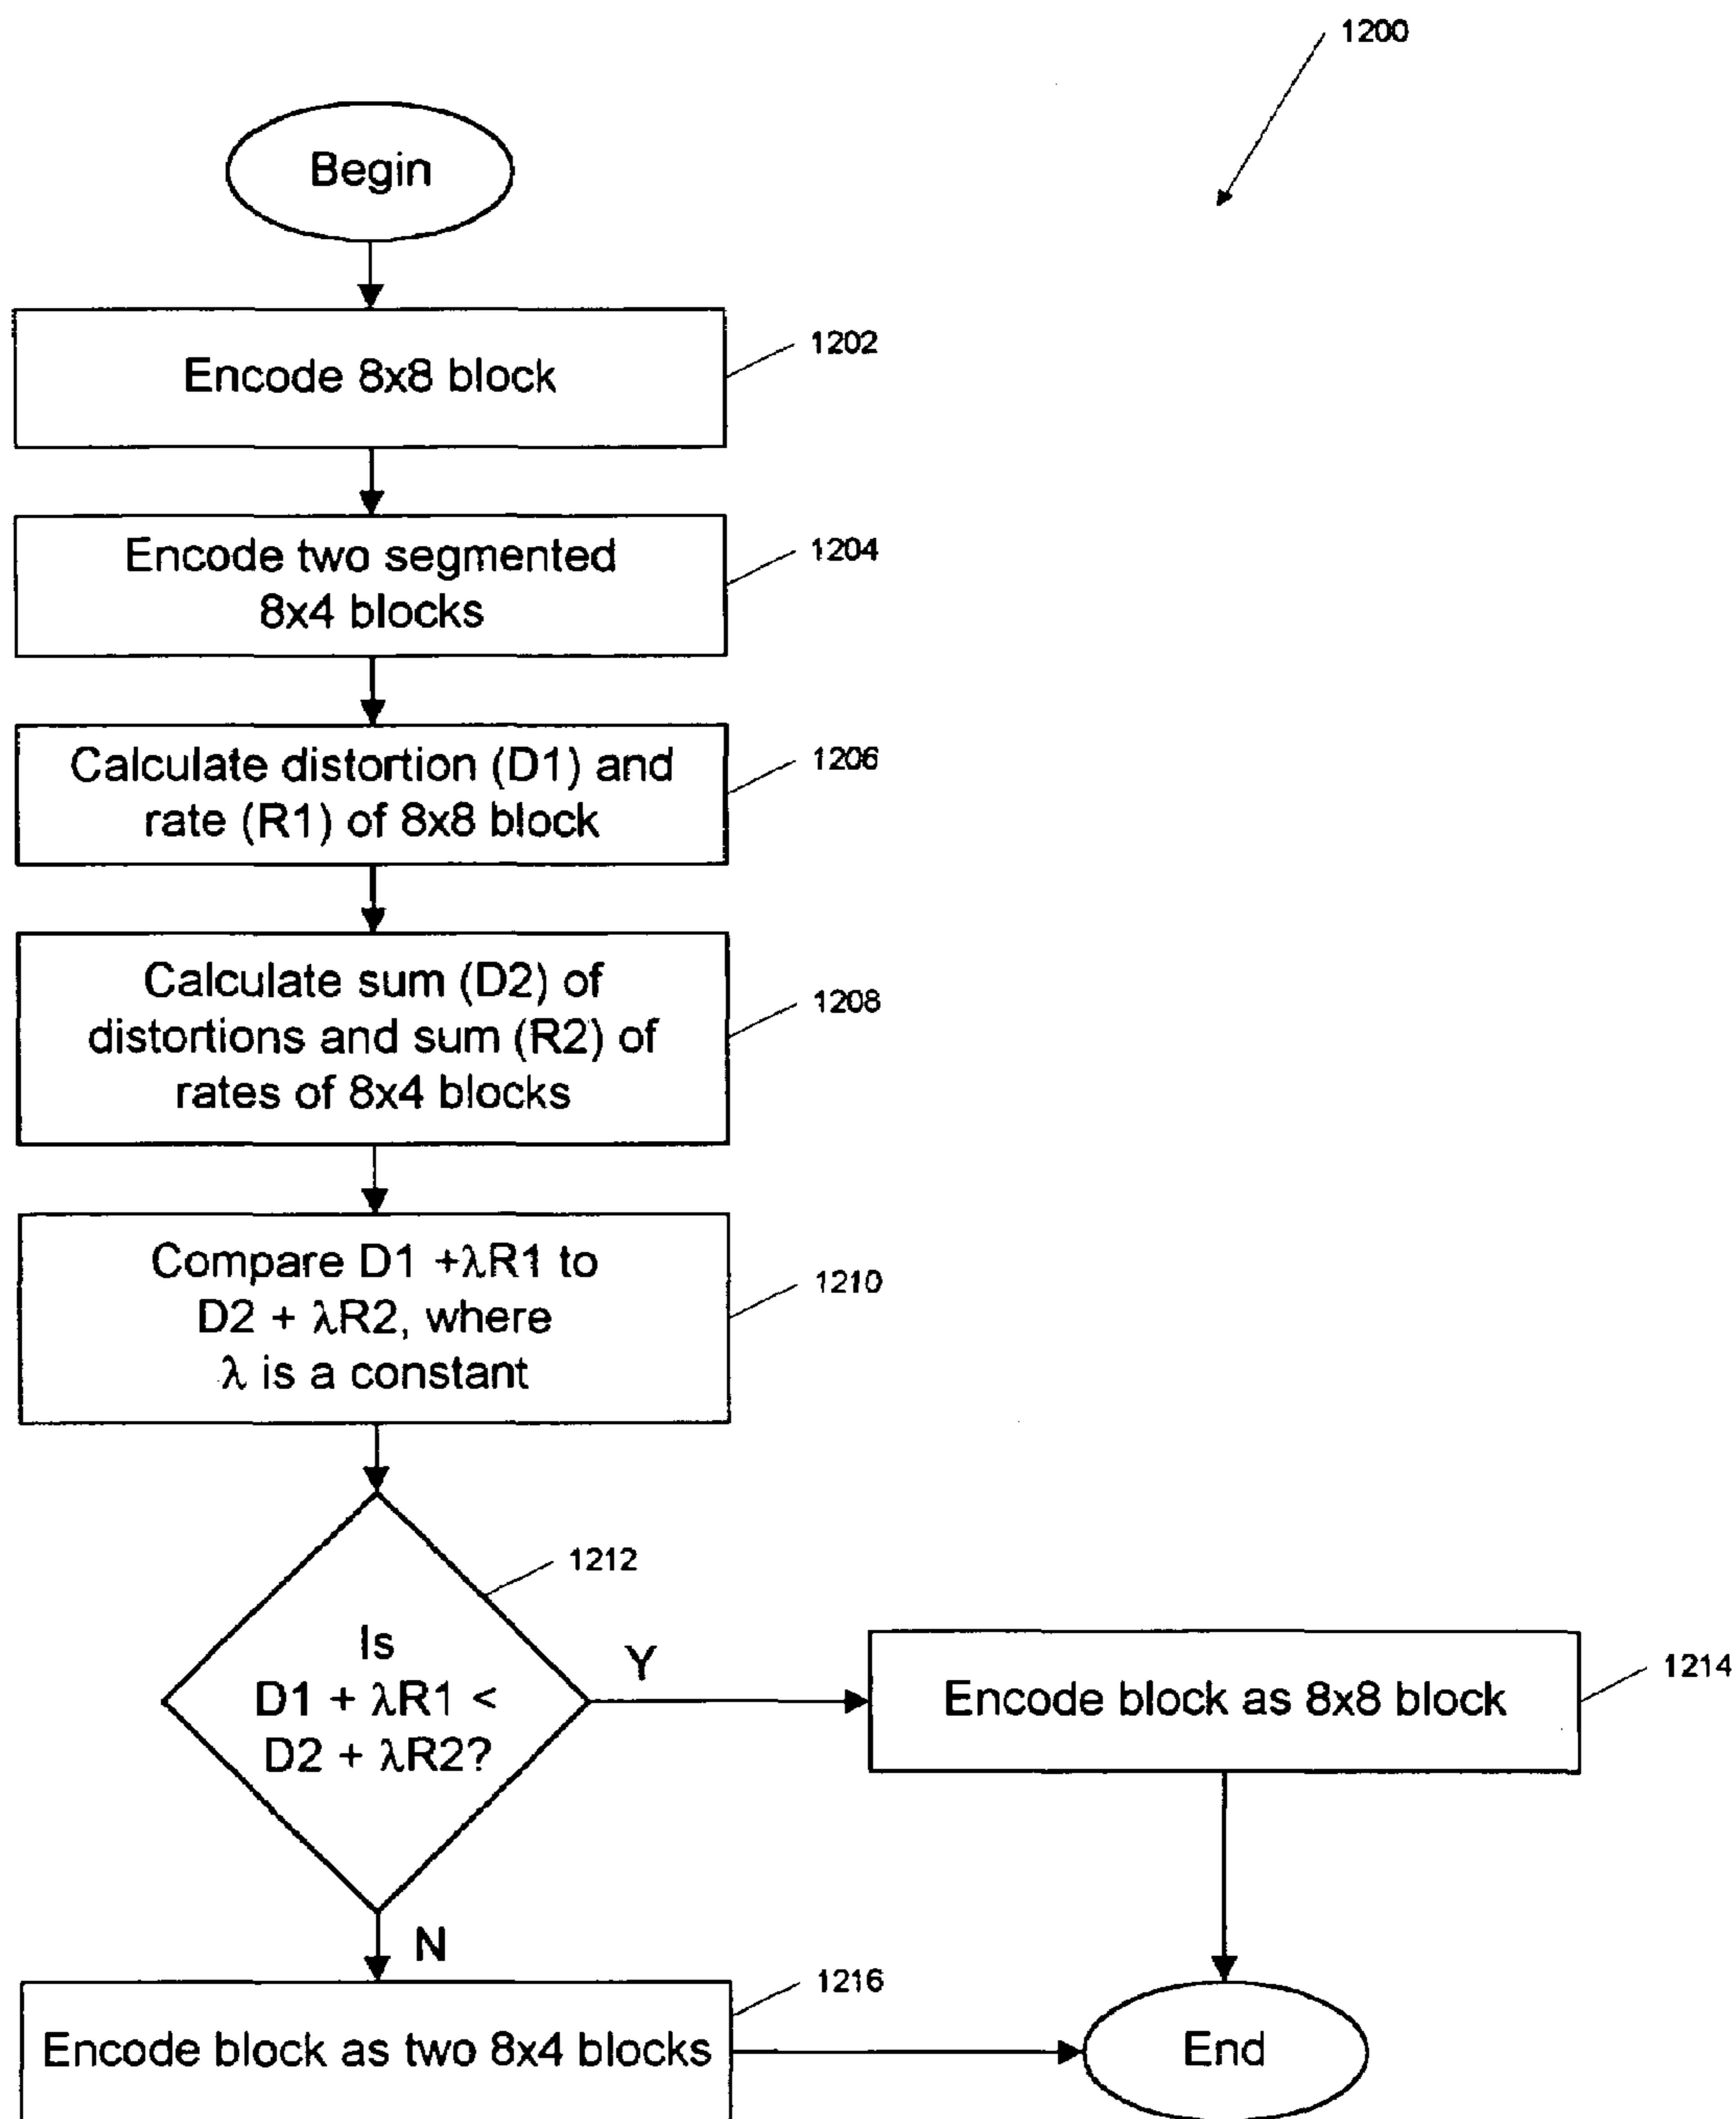 1200
Begin
Encode 8x8 block
1202
Encode two segmented
8x4 blocks
1204
Calculate distortion (D1) and
rate (R1) of 8x8 block
1206
Calculate sum (D2) of
distortions and sum (R2) of
rates of 8x4 blocks
1208
Compare D1 +λR1 to
D2 + λR2, where
λ is a constant
1210
1212
Is
D1 + λR1 <
D2 + λR2?
Y
Encode block as 8x8 block
1214
N
1216
Encode block as two 8x4 blocks
End